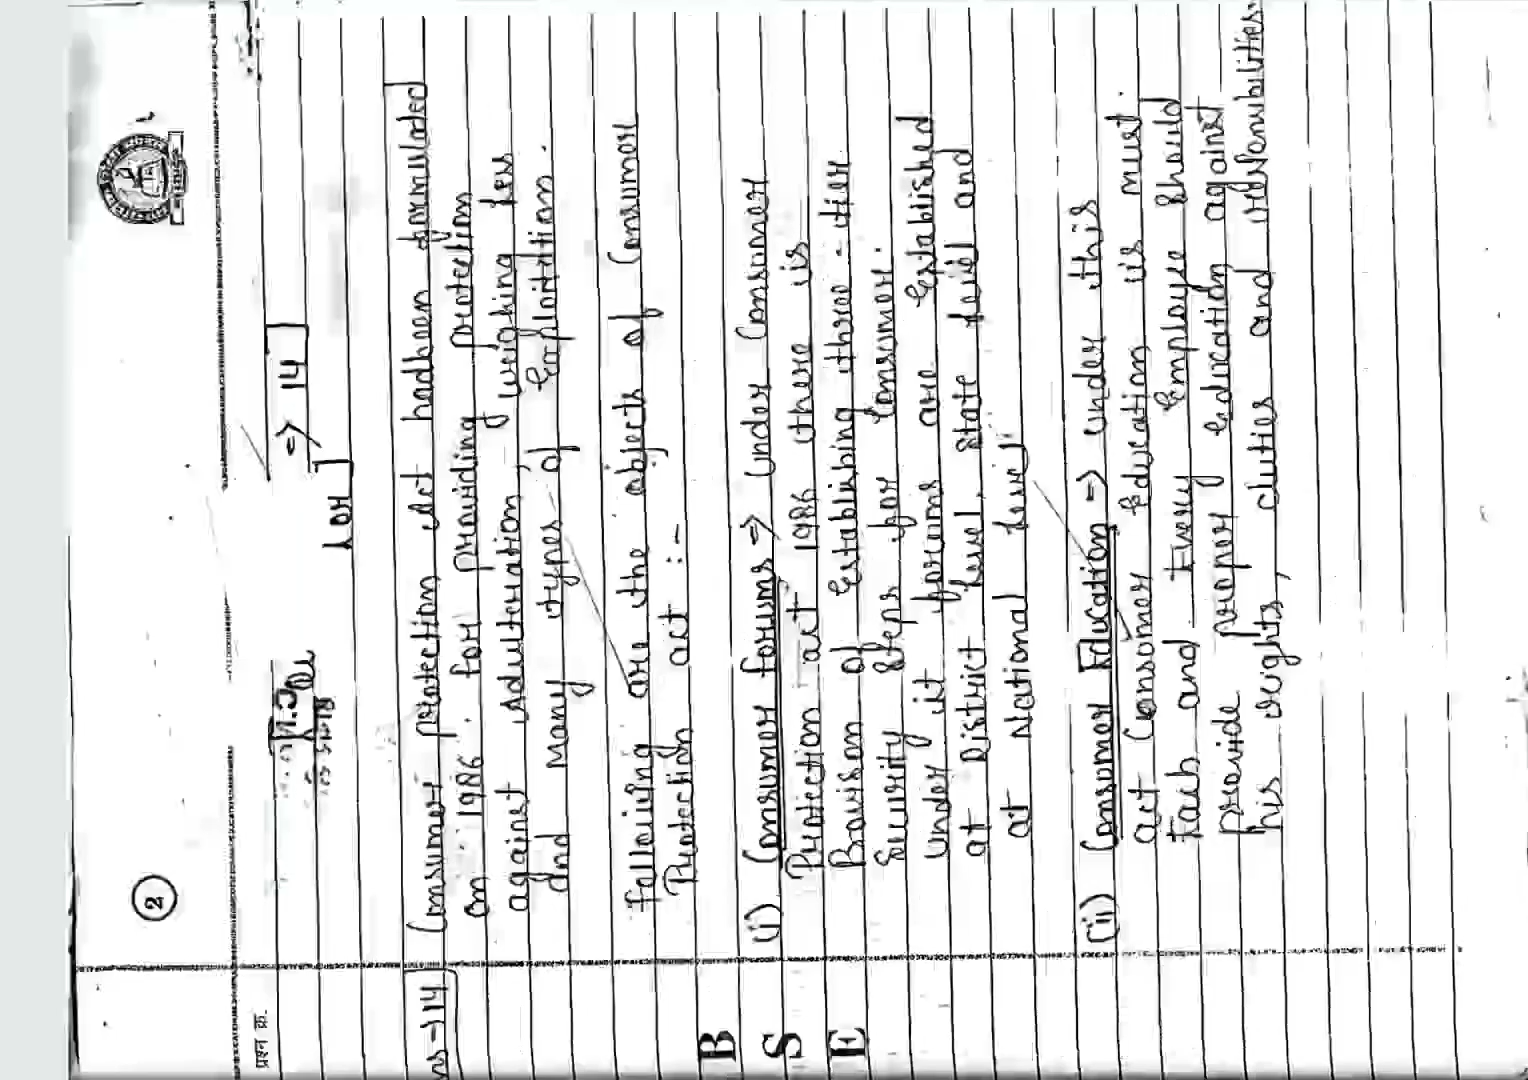 2
प्रश्न क्र.
=> 14
or
Ans→14
Consumer protection Act hadbeen formulated
on 1986. for providing protection
against Adulteriation, weighing less
and Many types of Exploitation.
Following are the objects of Consumer
Protection act :-
(i) Consumer forums => Under Consumer
Protection act 1986 there is
Provison of Establishing three-tier
Security steps for Consumer.
Under it forums are Established
at District level, State level and
at National level.
(ii) Consumer Education => Under this
act Consumer Education is must.
Each and Every Employee should
provide proper Education against
his rights, duties and responsibilities.
B
S
E